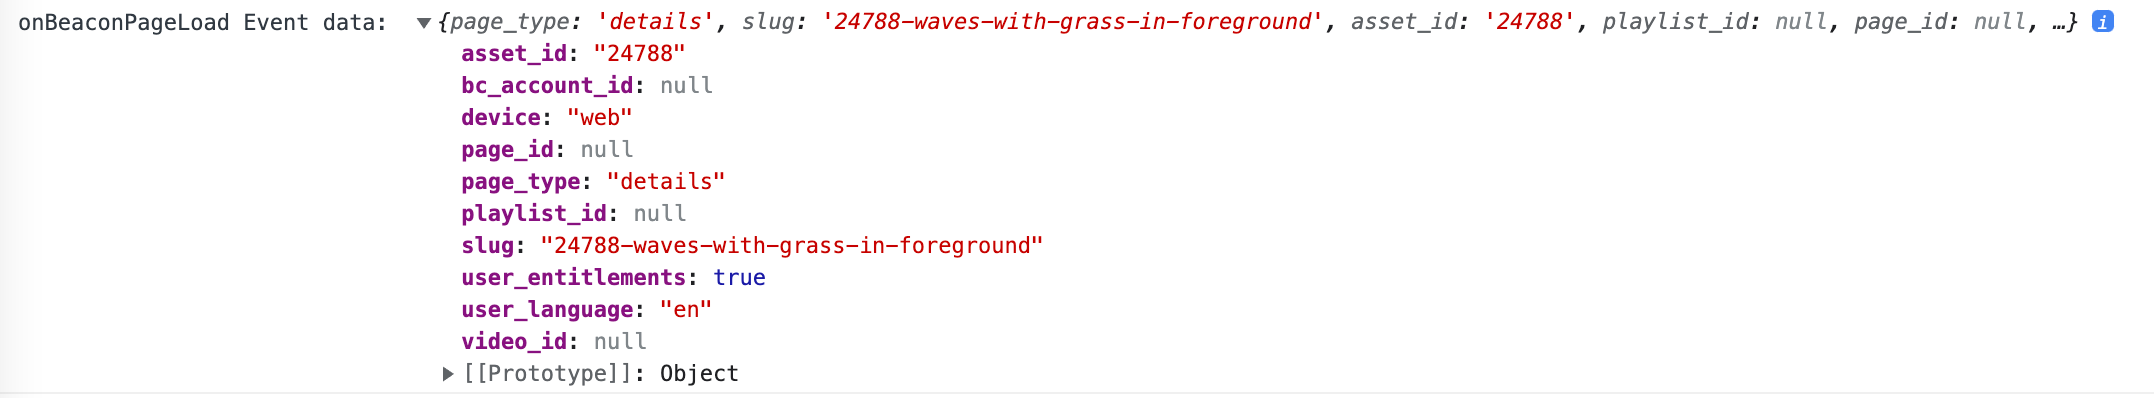 onBeaconPageLoad Event data: ▼{page_type: 'details', slug: '24788-waves-with-grass-in-foreground', asset_id: '24788', playlist_id: null, page_id: null, …} i
asset_id: "24788"
bc_account_id: null
device: "web"
page_id: null
page_type: "details"
playlist_id: null
slug: "24788-waves-with-grass-in-foreground"
user_entitlements: true
user_language: "en"
video_id: null
▶[[Prototype]]: Object